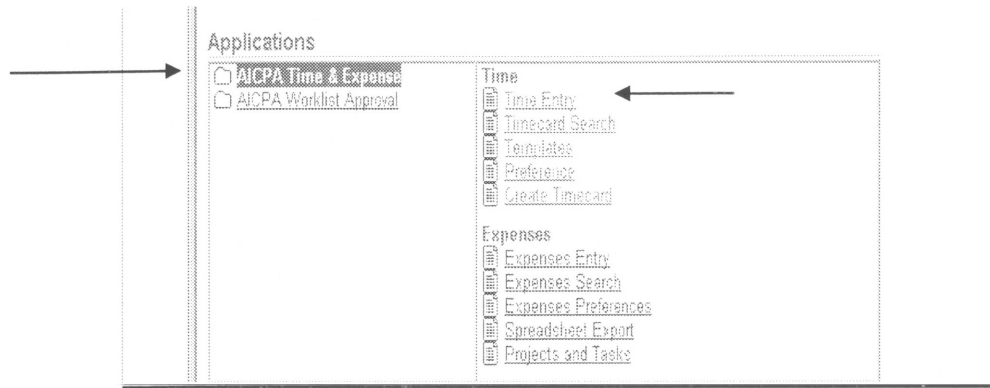 Applications
AICPA Time & Expense
AICPA Worklist Approval
Time
Time Entry
Timecard Search
Templates
Preference
Create Timecard
Expenses
Expenses Entry
Expenses Search
Expenses Preferences
Spreadsheet Export
Projects and Tasks